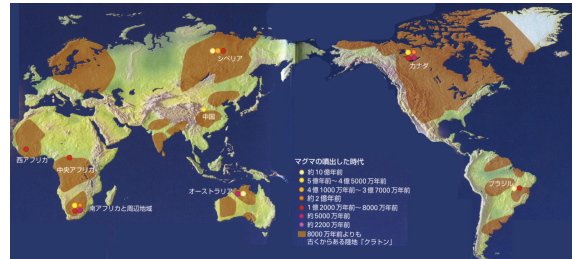 シベリア
カナダ
中国
西アフリカ
中央アフリカ
オーストラリア
南アフリカと周辺地域
ブラジル
マグマの噴出した時代
約10億年前
5億年前～4億5000万年前
4億1000万年前～3億7000万年前
約2億年前
1億2000万年前～8000万年前
約5000万年前
約2200万年前
8000万年前よりも
古くからある陸地「クラトン」